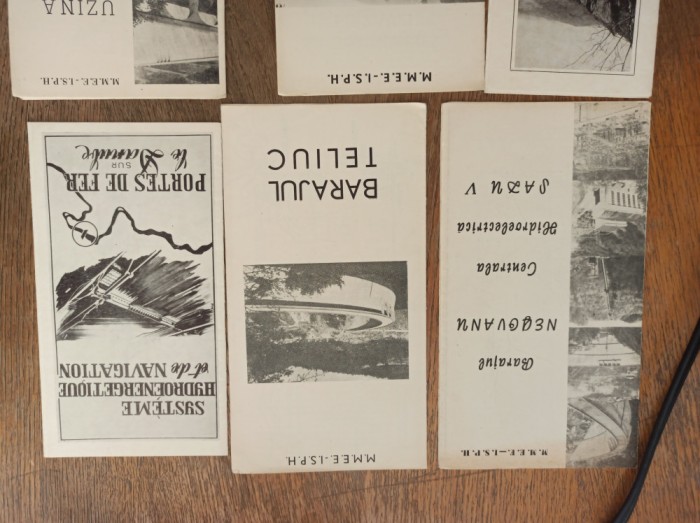 M. M. E. E. — I. S. P. H.
Barajul
NEGOVANU
Centrala
Hidroelectrica
SADU V
M.M.E.E.-I.S.P.H.
BARAJUL
TELIUC
SYSTÈME
HYDROENERGETIQUE
et de NAVIGATION
PORTES DE FER
SUR
le Danube
M.M.E.E.-I.S.P.H.
M.M.E.E.-I.S.P.H.
UZINA